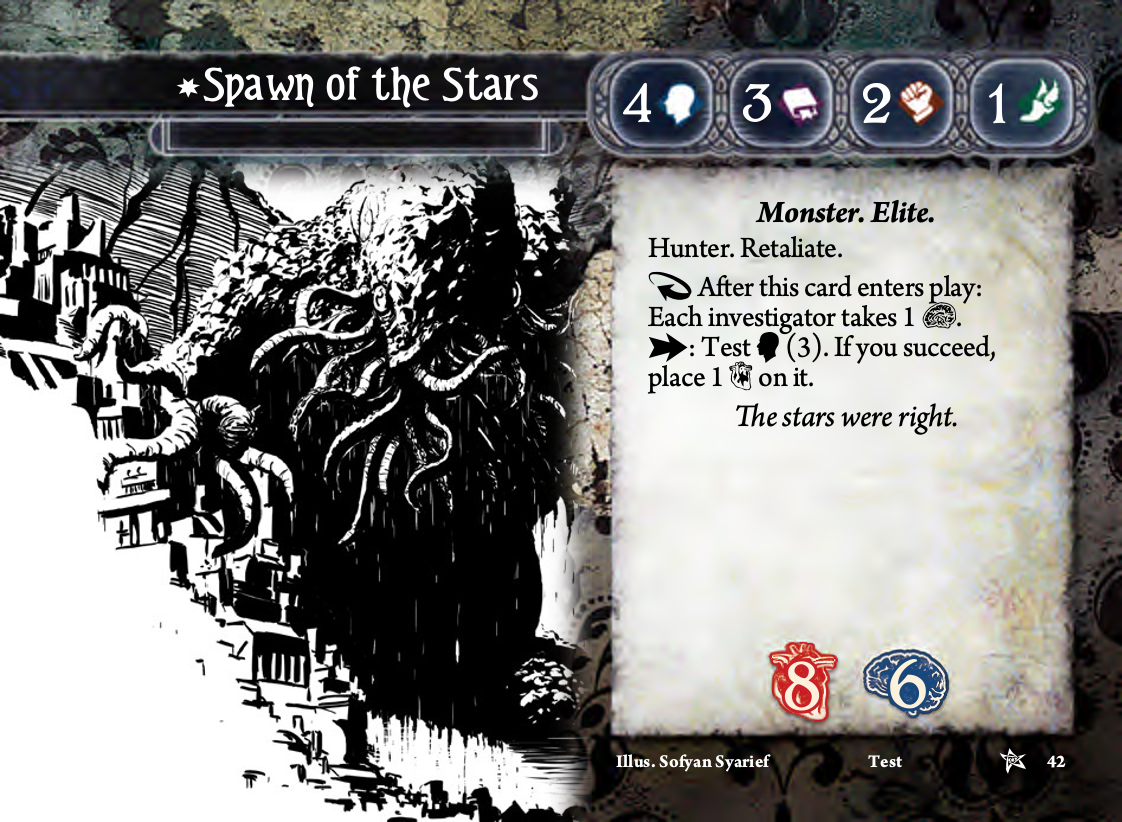 Spawn of the Stars
4 3 2 1
Monster. Elite.
Hunter. Retaliate.
After this card enters play:
Each investigator takes 1 .
: Test (3). If you succeed,
place 1 on it.
The stars were right.
8 6
Illus. Sofyan Syarief Test 42